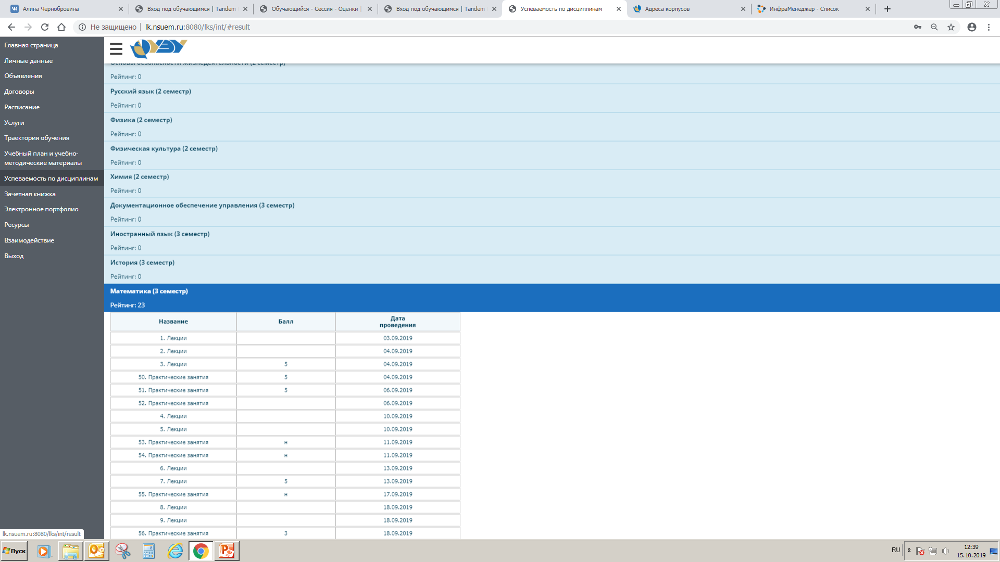 Алина Чернобровина
Вход под обучающимся | Tandem
Обучающийся - Сессия - Оценки |
Вход под обучающимся | Tandem
Успеваемость по дисциплинам
Адреса корпусов
ИнфраМенеджер - Список
Не защищено
lk.nsuem.ru:8080/lks/int/#result
Главная страница
Личные данные
Объявления
Договоры
Расписание
Услуги
Траектория обучения
Учебный план и учебно-
методические материалы
Успеваемость по дисциплинам
Зачетная книжка
Электронное портфолио
Ресурсы
Взаимодействие
Выход
Основы безопасности жизнедеятельности (2 семестр)
Рейтинг: 0
Русский язык (2 семестр)
Рейтинг: 0
Физика (2 семестр)
Рейтинг: 0
Физическая культура (2 семестр)
Рейтинг: 0
Химия (2 семестр)
Рейтинг: 0
Документационное обеспечение управления (3 семестр)
Рейтинг: 0
Иностранный язык (3 семестр)
Рейтинг: 0
История (3 семестр)
Рейтинг: 0
Математика (3 семестр)
Рейтинг: 23
Название Балл Дата
проведения
1. Лекции 03.09.2019
2. Лекции 04.09.2019
3. Лекции 5 04.09.2019
50. Практические занятия 5 04.09.2019
51. Практические занятия 5 06.09.2019
52. Практические занятия 06.09.2019
4. Лекции 10.09.2019
5. Лекции 10.09.2019
53. Практические занятия н 11.09.2019
54. Практические занятия н 11.09.2019
6. Лекции 13.09.2019
7. Лекции 5 13.09.2019
55. Практические занятия н 17.09.2019
8. Лекции 18.09.2019
9. Лекции 18.09.2019
56. Практические занятия 3 18.09.2019
lk.nsuem.ru:8080/lks/int/result
Пуск
RU
12:39
15.10.2019